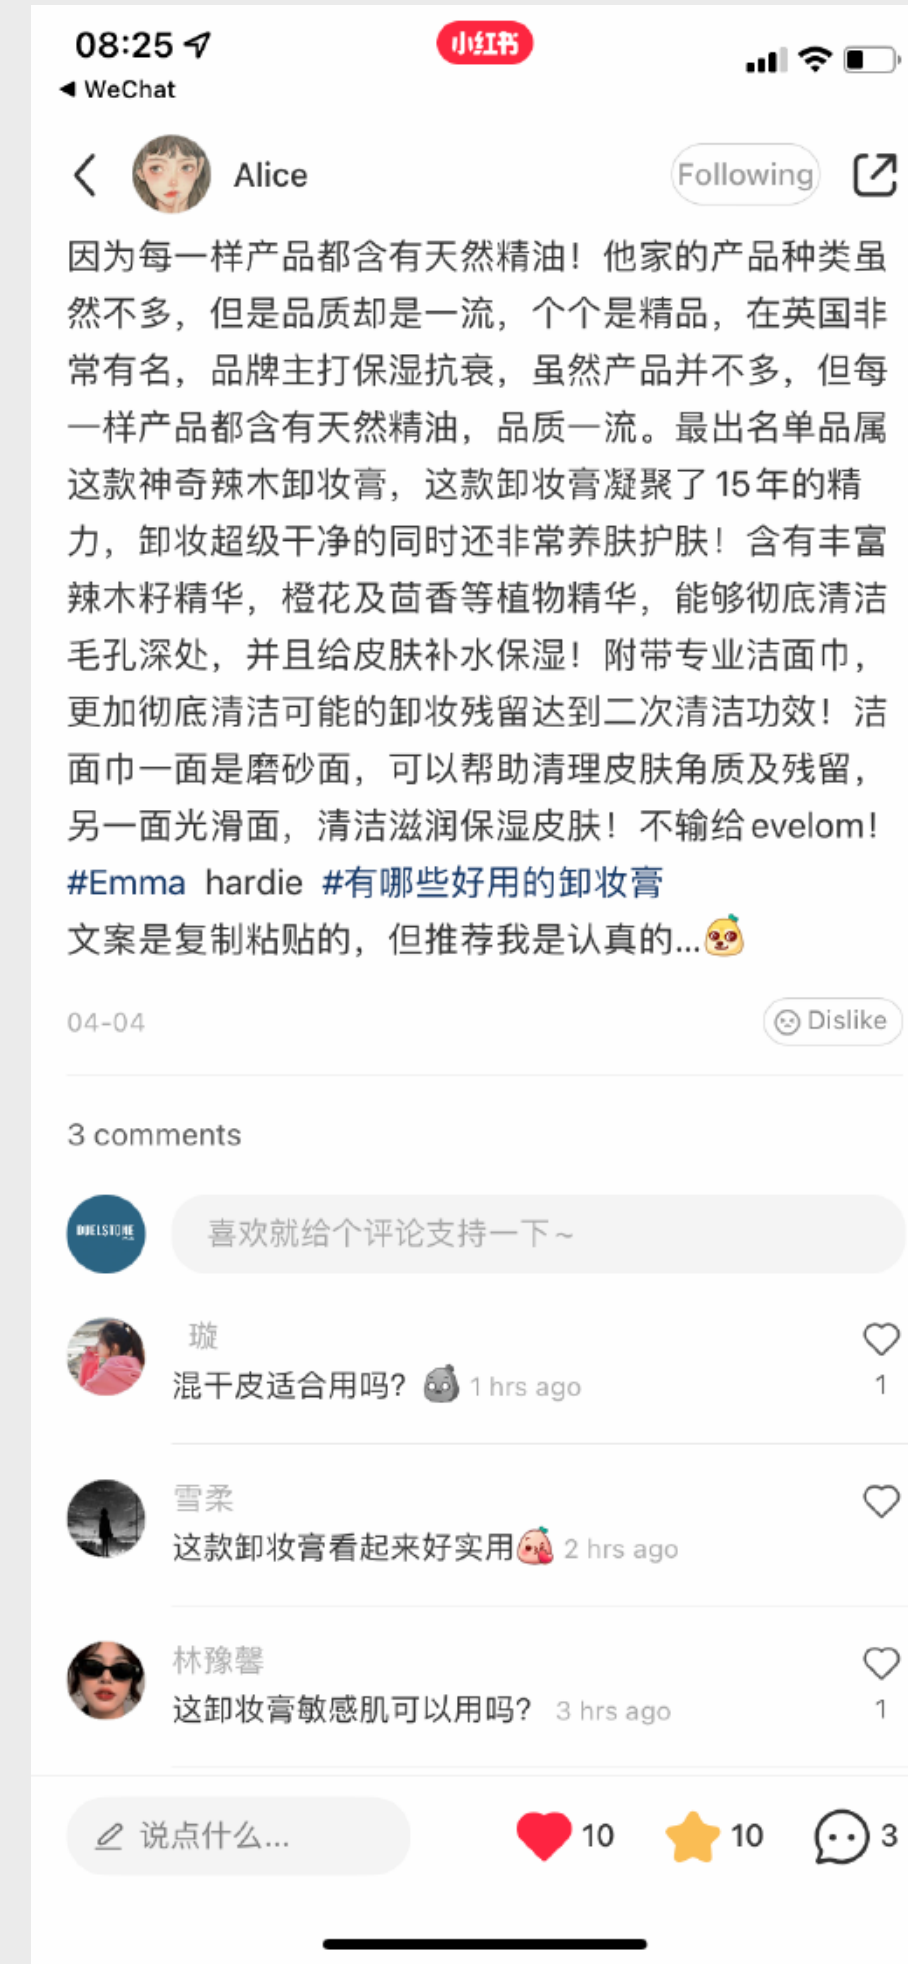 08:25
小红书
WeChat
Alice
Following
因为每一样产品都含有天然精油！他家的产品种类虽
然不多，但是品质却是一流，个个是精品，在英国非
常有名，品牌主打保湿抗衰，虽然产品并不多，但每
一样产品都含有天然精油，品质一流。最出名单品属
这款神奇辣木卸妆膏，这款卸妆膏凝聚了15年的精
力，卸妆超级干净的同时还非常养肤护肤！含有丰富
辣木籽精华，橙花及茴香等植物精华，能够彻底清洁
毛孔深处，并且给皮肤补水保湿！附带专业洁面巾，
更加彻底清洁可能的卸妆残留达到二次清洁功效！洁
面巾一面是磨砂面，可以帮助清理皮肤角质及残留，
另一面光滑面，清洁滋润保湿皮肤！不输给evelom！
#Emma hardie #有哪些好用的卸妆膏
文案是复制粘贴的，但推荐我是认真的...
04-04
Dislike
3 comments
DUELSTONE
喜欢就给个评论支持一下~
璇
混干皮适合用吗？ 1 hrs ago
1
雪柔
这款卸妆膏看起来好实用 2 hrs ago
林豫馨
这卸妆膏敏感肌可以用吗？ 3 hrs ago
1
说点什么...
10
10
3